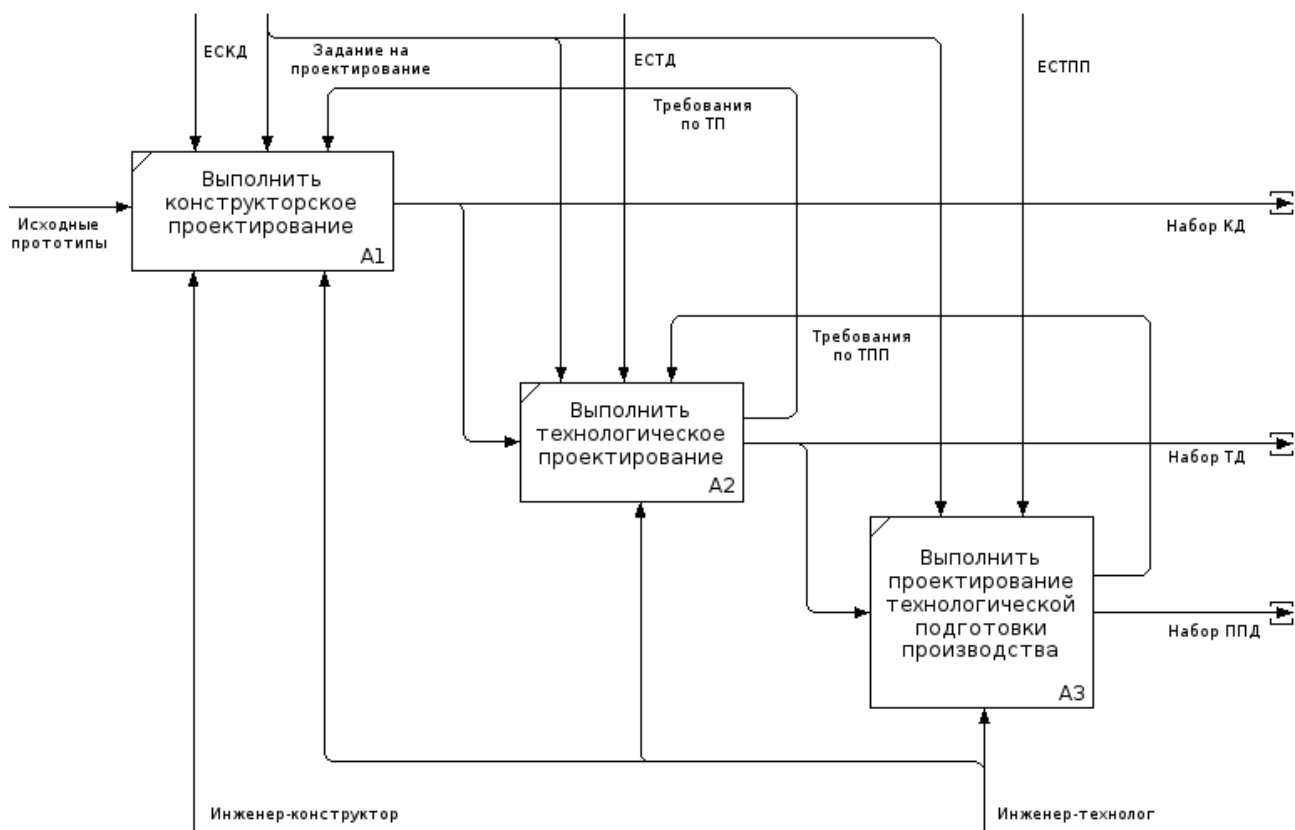 ЕСКД
Задание на
проектирование
ЕСТД
ЕСТПП
Требования
по ТП
Выполнить
конструкторское
проектирование
A1
Исходные
прототипы
Набор КД
Требования
по ТПП
Выполнить
технологическое
проектирование
A2
Набор ТД
Выполнить
проектирование
технологической
подготовки
производства
A3
Набор ППД
Инженер-конструктор
Инженер-технолог